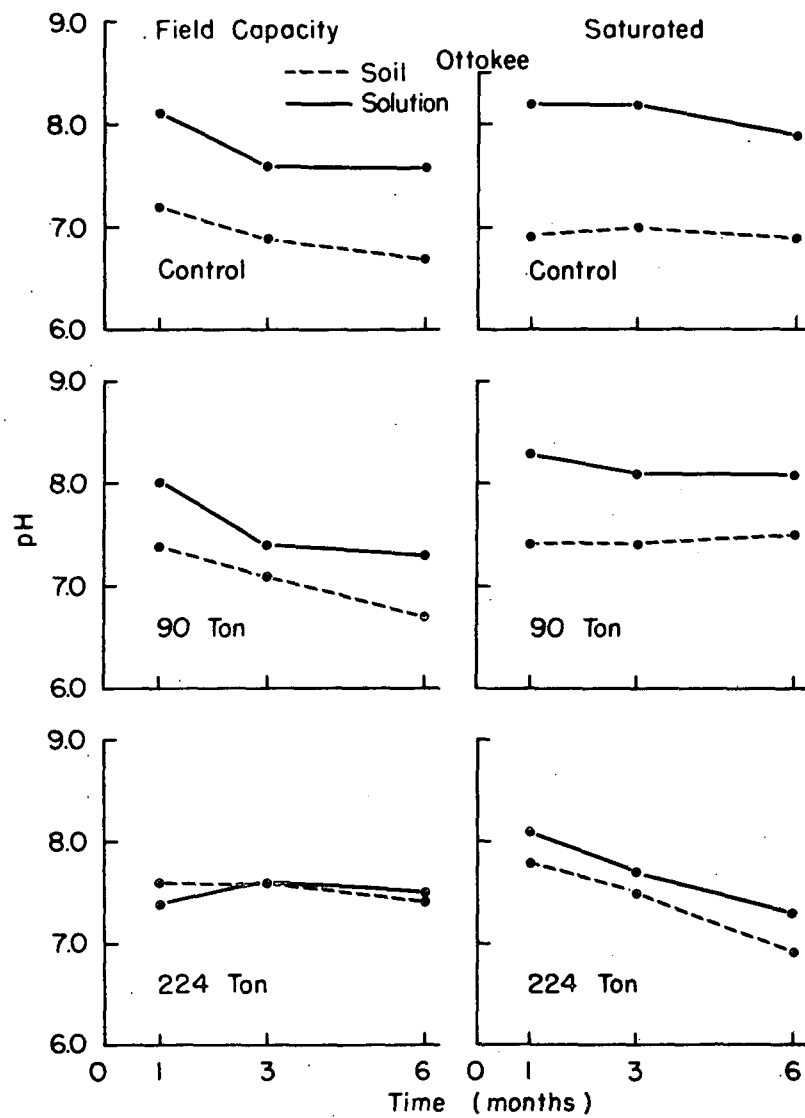 9.0
Field Capacity
Saturated
Ottokee
Soil
Solution
8.0
7.0
Control
Control
6.0
9.0
8.0
pH
7.0
90 Ton
90 Ton
6.0
9.0
8.0
7.0
224 Ton
224 Ton
6.0
0 1 3 6 0 1 3 6
Time (months)